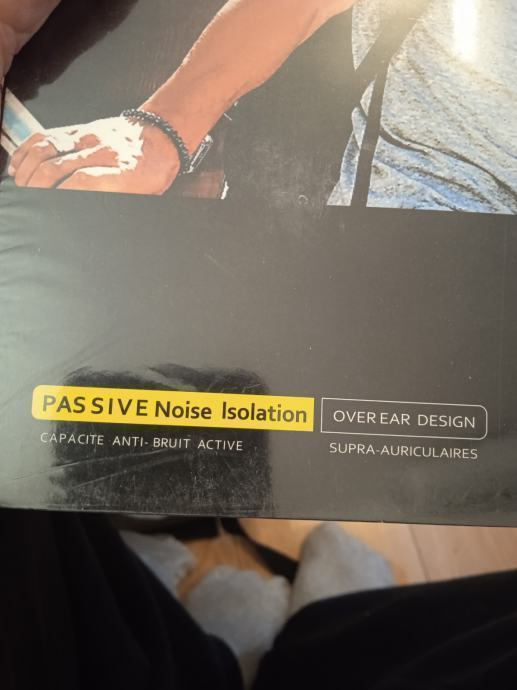 PASSIVE Noise Isolation
OVER EAR DESIGN
CAPACITE ANTI-BRUIT ACTIVE
SUPRA-AURICULAIRES